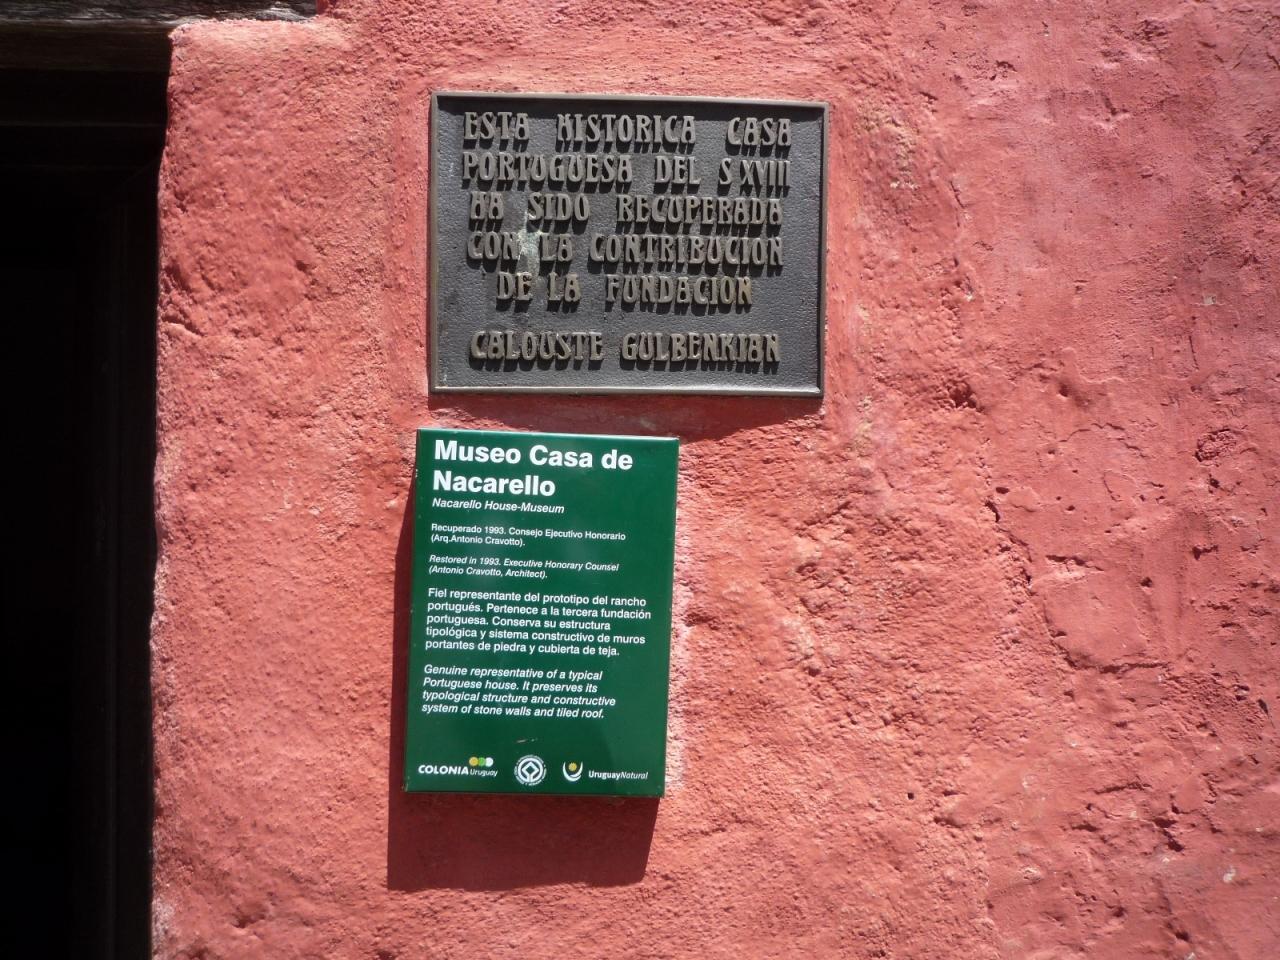 ESTA HISTORICA CASA
PORTUGUESA DEL S XVIII
HA SIDO RECUPERADA
CON LA CONTRIBUCION
DE LA FUNDACION
CALOUSTE GULBENKIAN
Museo Casa de
Nacarello
Nacarello House-Museum
Recuperado 1993. Consejo Ejecutivo Honorario
(Arq.Antonio Cravotto).
Restored in 1993. Executive Honorary Counsel
(Antonio Cravotto, Architect).
Fiel representante del prototipo del rancho
portugués. Pertenece a la tercera fundación
portuguesa. Conserva su estructura
tipológica y sistema constructivo de muros
portantes de piedra y cubierta de teja.
Genuine representative of a typical
Portuguese house. It preserves its
typological structure and constructive
system of stone walls and tiled roof.
COLONIA Uruguay
Uruguay Natural